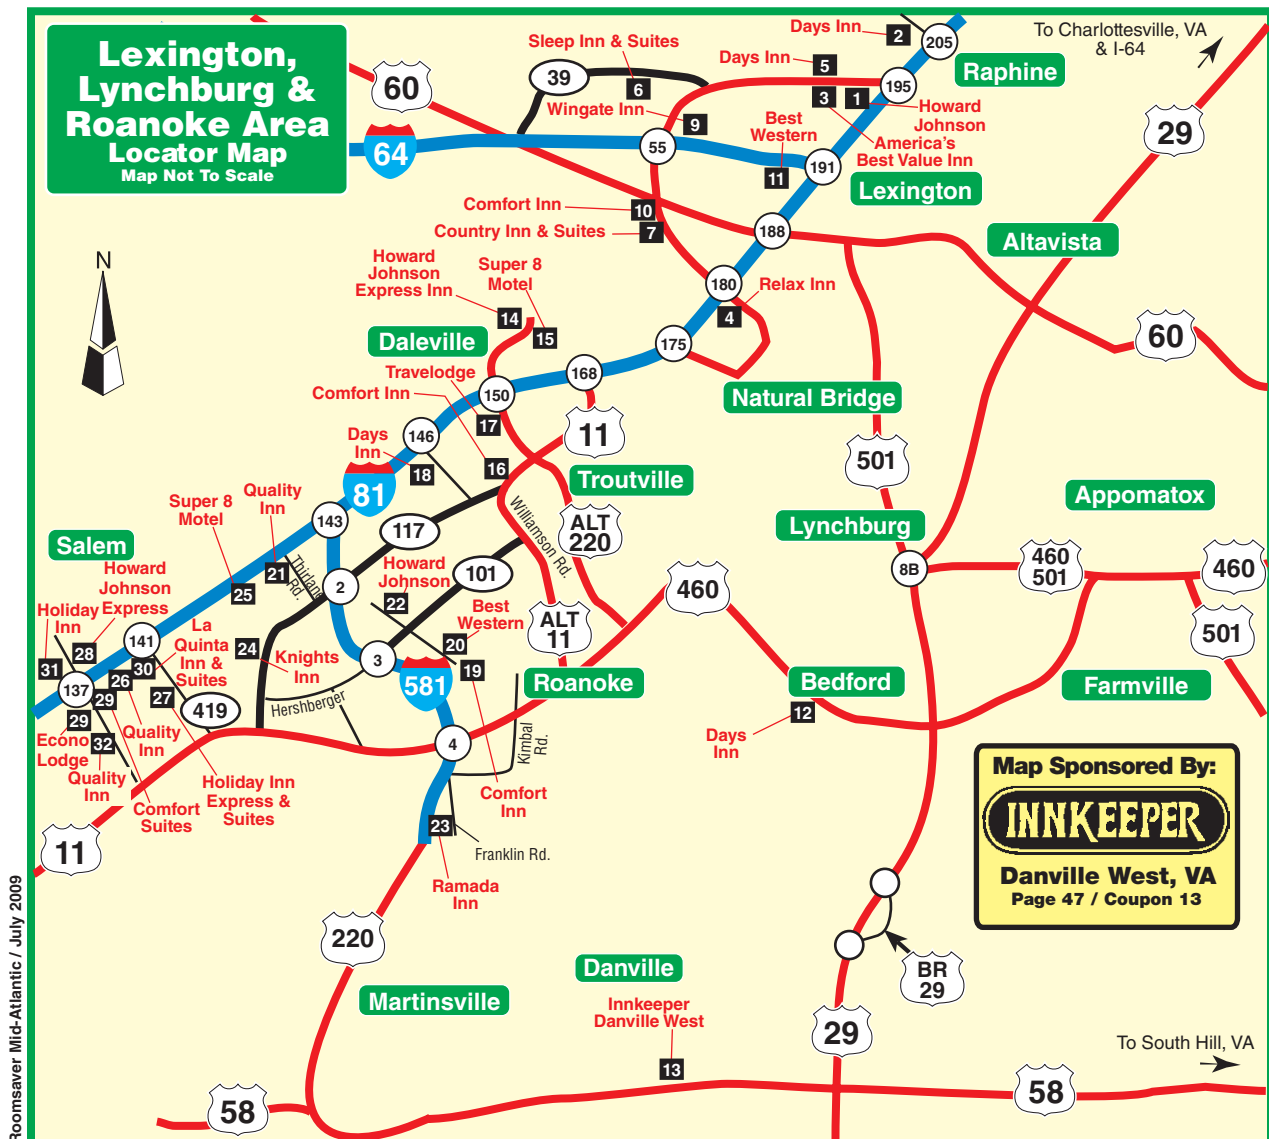 Lexington,
Lynchburg &
Roanoke Area
Locator Map
Map Not To Scale
Days Inn
2
205
To Charlottesville, VA
& I-64
Sleep Inn & Suites
Days Inn
5
Raphine
39
6
195
60
3
1
Howard
Johnson
29
Wingate Inn
9
Best
Western
America's
Best Value Inn
64
55
191
11
Lexington
Comfort Inn
10
Country Inn & Suites
7
188
Altavista
N
Howard
Johnson
Express Inn
Super 8
Motel
180
Relax Inn
14
4
15
60
Daleville
175
Travelodge
168
Comfort Inn
150
Natural Bridge
17
11
146
Days
Inn
18
16
501
81
Troutville
Quality
Inn
Super 8
Motel
Appomatox
Williamson Rd.
143
117
ALT
220
Lynchburg
Salem
Howard
Johnson
Express
21
Thirlane
Rd.
2
Howard
Johnson
22
101
8B
460
501
460
25
460
Holiday
Inn
28
141
La
Quinta
Inn &
Suites
24
Knights
Inn
Best
Western
20
ALT
11
501
31
30
3
19
137
26
27
419
581
Roanoke
Bedford
Farmville
29
29
Hershberger
12
Econo
Lodge
32
Quality
Inn
4
Kimbal
Rd.
Days
Inn
Quality
Inn
Holiday Inn
Express &
Suites
Comfort
Suites
Comfort
Inn
Map Sponsored By:
INNKEEPER
Danville West, VA
Page 47 / Coupon 13
11
23
Franklin Rd.
Ramada
Inn
220
Danville
BR
29
Martinsville
Innkeeper
Danville West
29
13
To South Hill, VA
58
58
Roomsaver Mid-Atlantic / July 2009